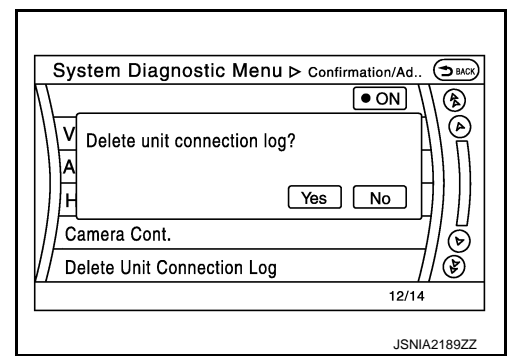 System Diagnostic Menu ▷ Confirmation/Ad.. BACK
● ON
V
Delete unit connection log?
A
H
Yes No
Camera Cont.
Delete Unit Connection Log
12/14
JSNIA2189ZZ